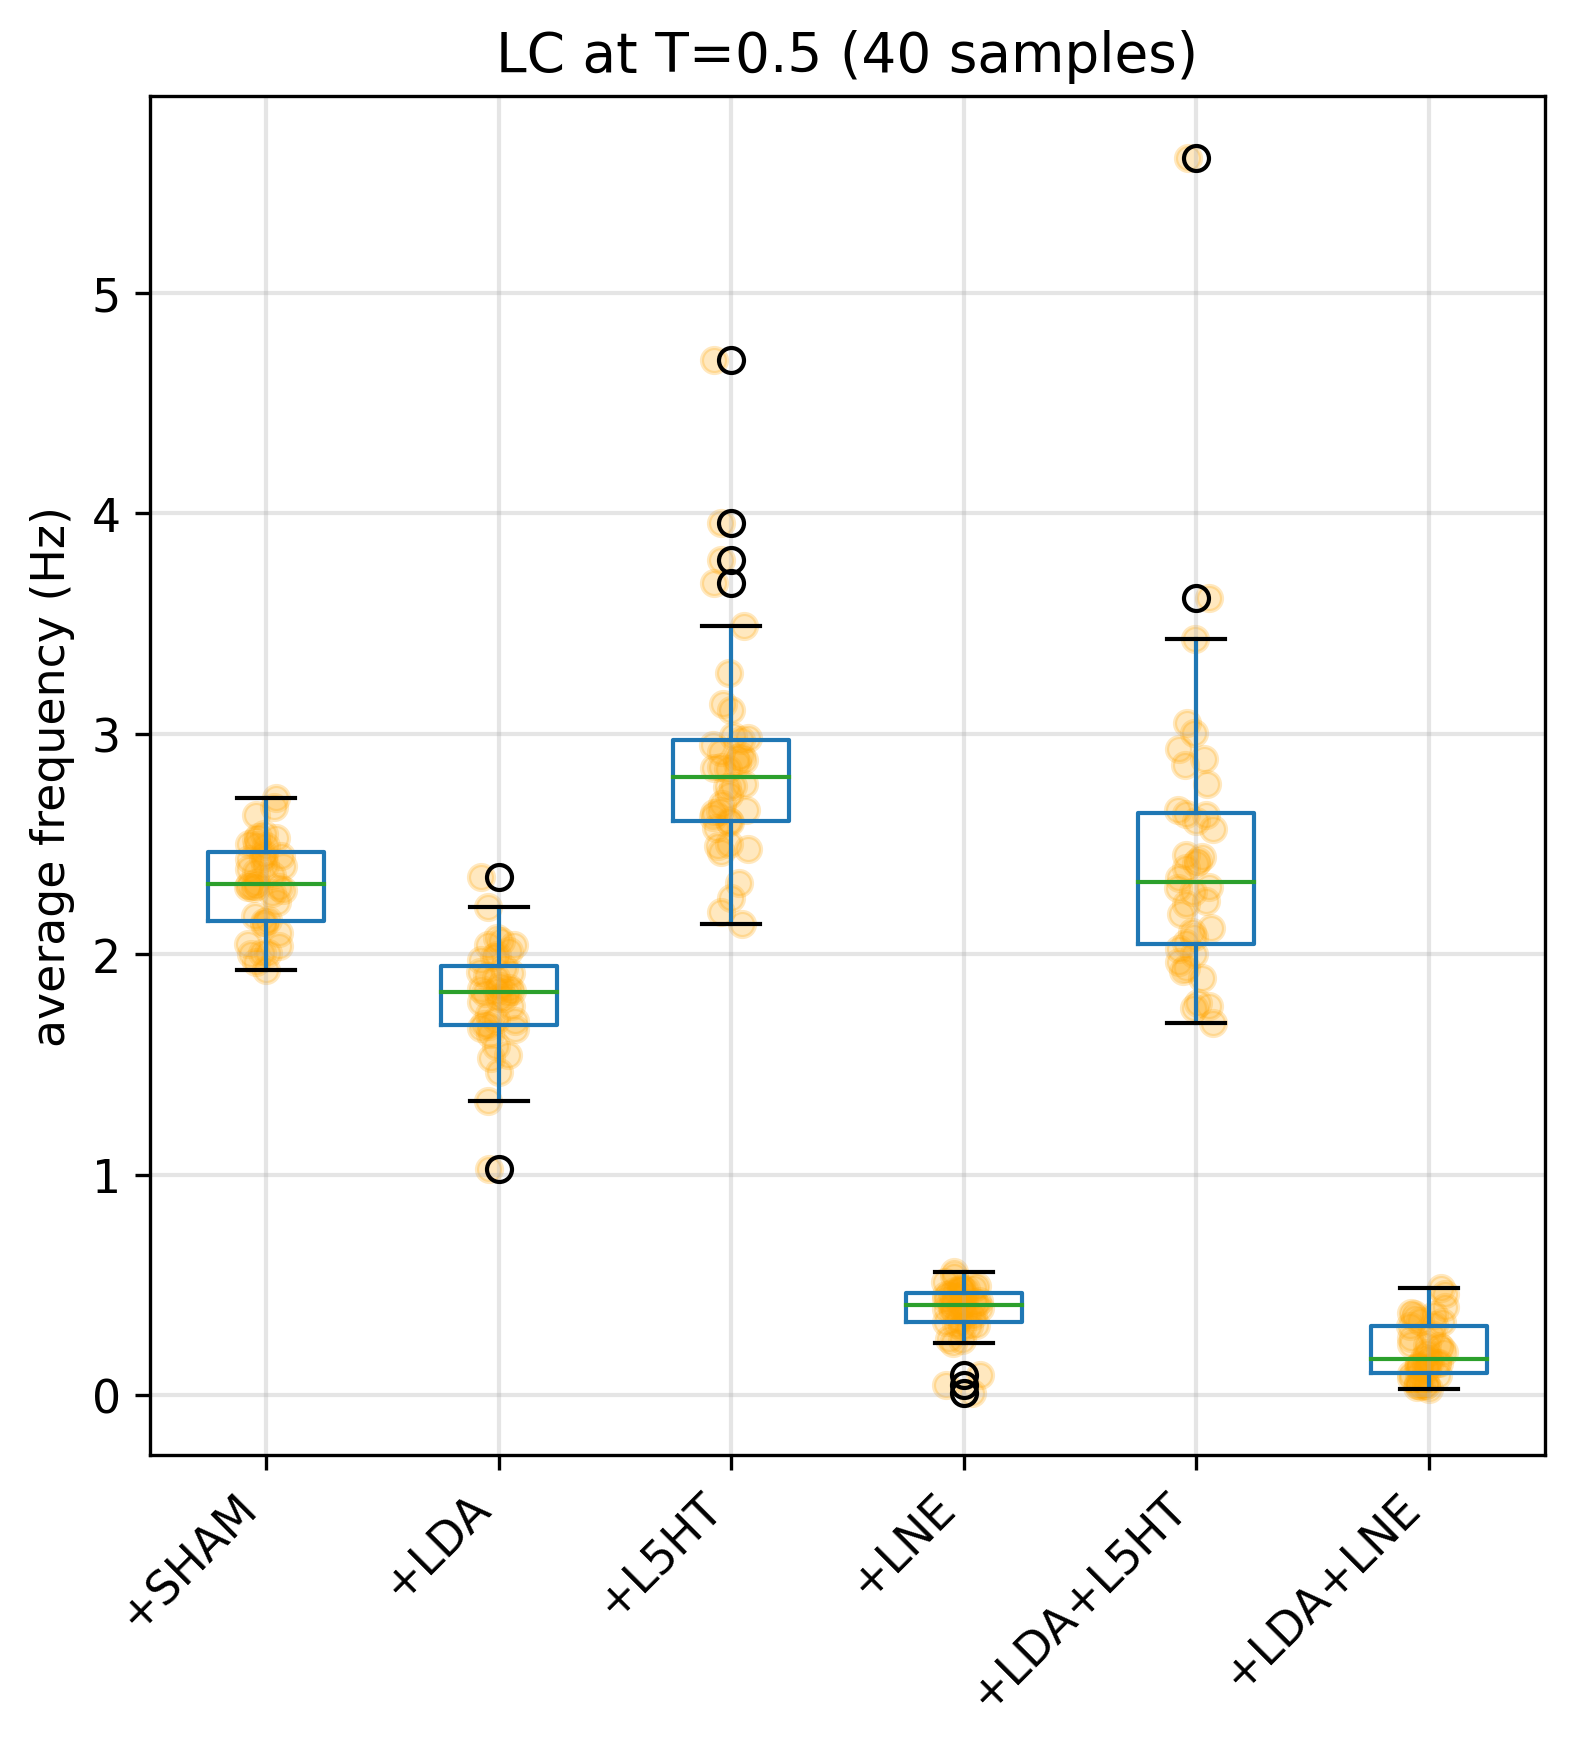 LC at T=0.5 (40 samples)
average frequency (Hz)
5
4
3
2
1
0
+SHAM
+LDA
+L5HT
+LNE
+LDA+L5HT
+LDA+LNE